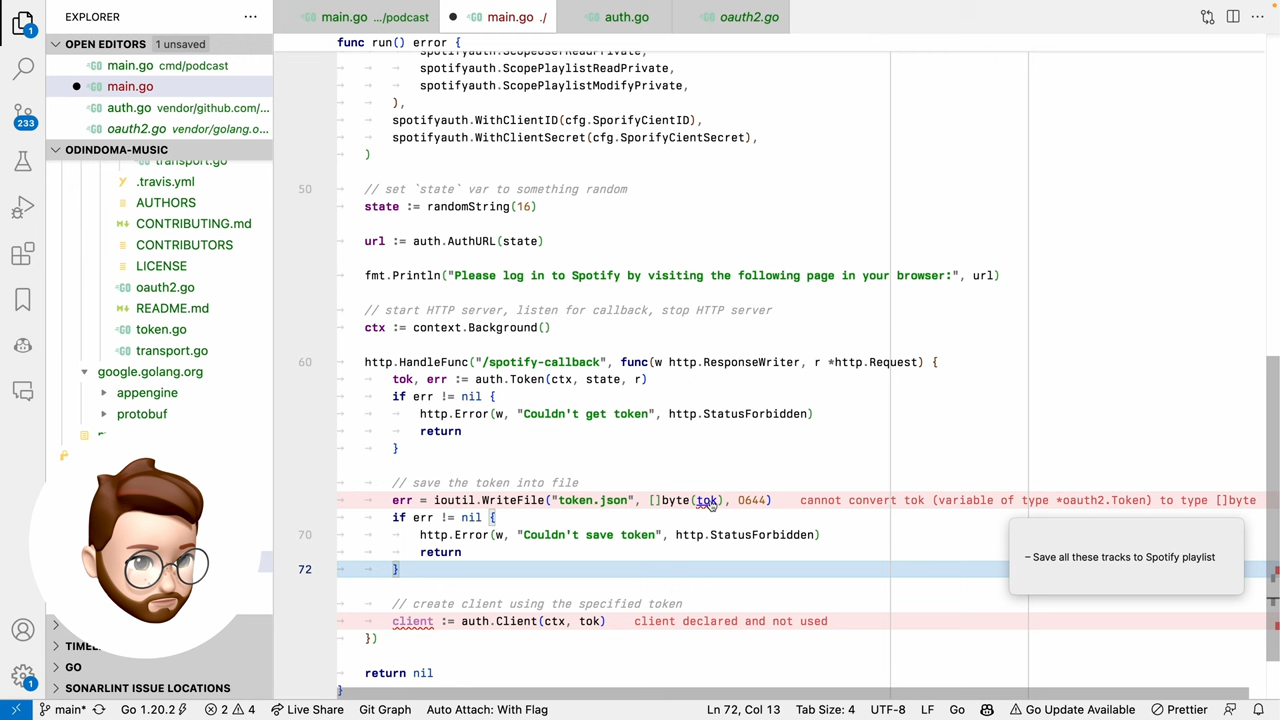 EXPLORER
main.go .../podcast
main.go ./
auth.go
oauth2.go
OPEN EDITORS
1 unsaved
main.go cmd/podcast
main.go
auth.go vendor/github.com/...
oauth2.go vendor/golang.o...
ODINDOMA-MUSIC
transport.go
.travis.yml
AUTHORS
CONTRIBUTING.md
CONTRIBUTORS
LICENSE
oauth2.go
README.md
token.go
transport.go
google.golang.org
appengine
protobuf
GO
SONARLINT ISSUE LOCATIONS
233
1
1
func run() error {
spotifyauth.ScopeUserReadPrivate,
spotifyauth.ScopePlaylistReadPrivate,
spotifyauth.ScopePlaylistModifyPrivate,
),
spotifyauth.WithClientID(cfg.SporifyCientID),
spotifyauth.WithClientSecret(cfg.SporifyCientSecret),
)
50 // set `state` var to something random
state := randomString(16)
url := auth.AuthURL(state)
fmt.Println("Please log in to Spotify by visiting the following page in your browser:", url)
// start HTTP server, listen for callback, stop HTTP server
ctx := context.Background()
60 http.HandleFunc("/spotify-callback", func(w http.ResponseWriter, r *http.Request) {
tok, err := auth.Token(ctx, state, r)
if err != nil {
http.Error(w, "Couldn't get token", http.StatusForbidden)
return
}
// save the token into file
err = ioutil.WriteFile("token.json", []byte(tok), 0644) cannot convert tok (variable of type *oauth2.Token) to type []byte
if err != nil {
70 http.Error(w, "Couldn't save token", http.StatusForbidden)
return
72 }
– Save all these tracks to Spotify playlist
// create client using the specified token
client := auth.Client(ctx, tok) client declared and not used
})
return nil
}
main* Go 1.20.2 2 4 Live Share Git Graph Auto Attach: With Flag Ln 72, Col 13 Tab Size: 4 UTF-8 LF Go Go Update Available Prettier